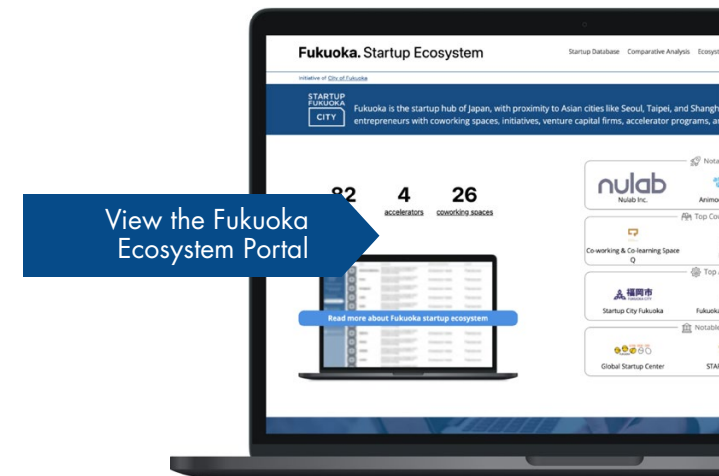 Fukuoka. Startup Ecosystem
Startup Database Comparative Analysis
Initiative of City of Fukuoka
STARTUP
FUKUOKA
CITY
Fukuoka is the startup hub of Japan, with proximity to Asian cities like Seoul, Taipei, and
entrepreneurs with coworking spaces, initiatives, venture capital firms, accelerator programs,
View the Fukuoka
Ecosystem Portal
4
26
accelerators
coworking spaces
Read more about Fukuoka startup ecosystem
nulab
Nulab Inc.
Co-working & Co-learning Space
Q
福岡市
FUKUOKA CITY
Startup City Fukuoka
Notable
Global Startup Center